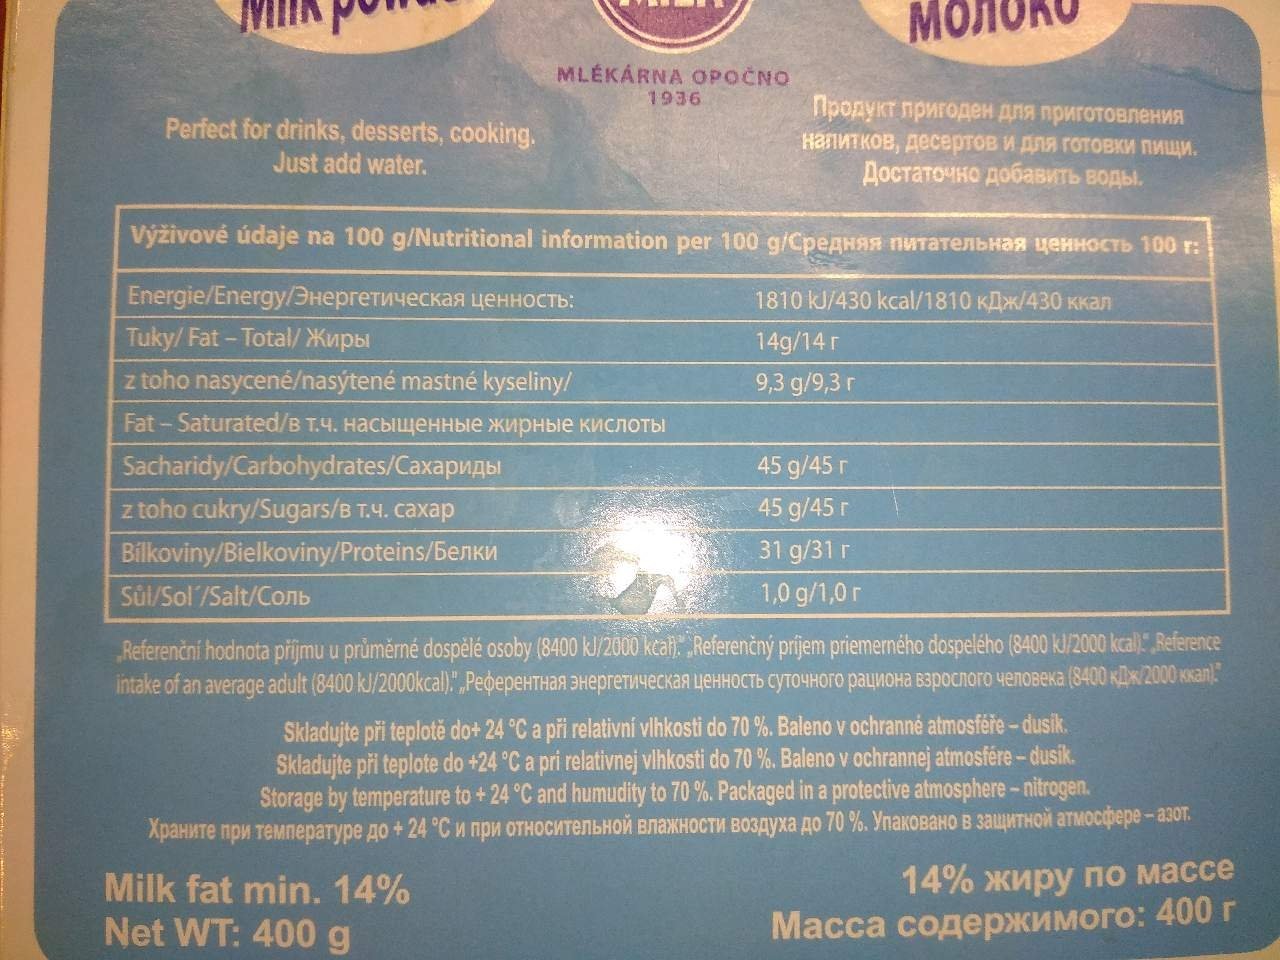 Milk
МОЛОКО
MLÉKÁRNA OPOČNO
1936
Perfect for drinks, desserts, cooking.
Just add water.
Продукт пригоден для приготовления
напитков, десертов и для готовки пищи.
Достаточно добавить воды.
Výživové údaje na 100 g/Nutritional information per 100 g/Средняя питательная ценность 100 г:
Energie/Energy/Энергетическая ценность: 1810 kJ/430 kcal/1810 кДж/430 ккал
Tuky/ Fat – Total/ Жиры 14g/14 г
z toho nasycené/nasýtené mastné kyseliny/ 9,3 g/9,3 г
Fat – Saturated/в т.ч. насыщенные жирные кислоты
Sacharidy/Carbohydrates/Сахариды 45 g/45 г
z toho cukry/Sugars/в т.ч. сахар 45 g/45 г
Bílkoviny/Bielkoviny/Proteins/Белки 31 g/31 г
Sůl/Sol´/Salt/Соль 1,0 g/1,0 г
„Referenční hodnota příjmu u průměrné dospělé osoby (8400 kJ/2000 kcal)." „Referenčný príjem priemerného dospelého (8400 kJ/2000 kcal)." „Reference
intake of an average adult (8400 kJ/2000kcal)." „Референтная энергетическая ценность суточного рациона взрослого человека (8400 кДж/2000 ккал)."
Skladujte při teplotě do+ 24 °C a při relativní vlhkosti do 70 %. Baleno v ochranné atmosféře – dusík.
Skladujte při teplote do +24 °C a pri relativnej vlhkosti do 70 %. Baleno v ochrannej atmosfére – dusík.
Storage by temperature to + 24 °C and humudity to 70 %. Packaged in a protective atmosphere – nitrogen.
Храните при температуре до + 24 °C и при относительной влажности воздуха до 70 %. Упаковано в защитной атмосфере – азот.
Milk fat min. 14%
Net WT: 400 g
14% жиру по массе
Масса содержимого: 400 г